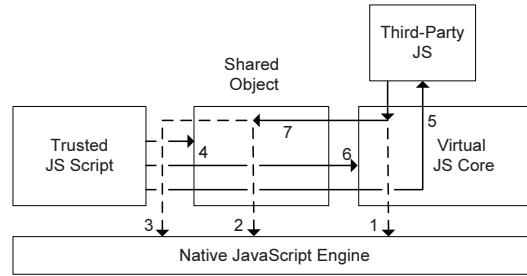 Third-Party
JS
Shared
Object
Trusted
JS Script
Virtual
JS Core
7
5
4
6
3
2
1
Native JavaScript Engine